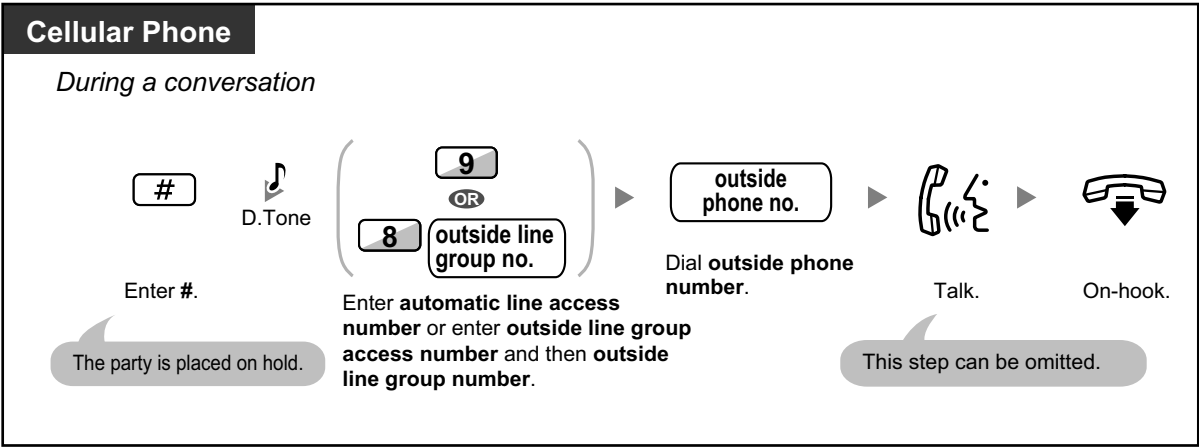 Cellular Phone
During a conversation
#
D.Tone
9
OR
8
outside line
group no.
outside
phone no.
Enter #.
The party is placed on hold.
Enter automatic line access
number or enter outside line group
access number and then outside
line group number.
Dial outside phone
number.
Talk.
This step can be omitted.
On-hook.